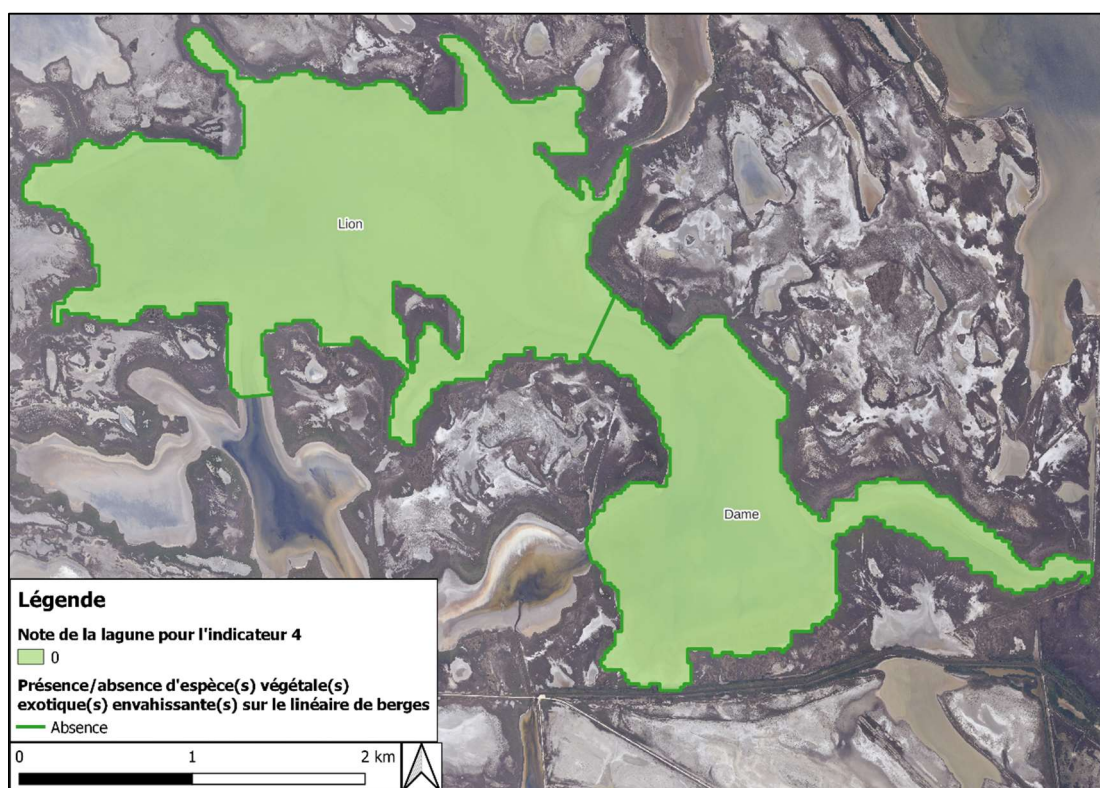 Lion
Dame
Légende
Note de la lagune pour l'indicateur 4
0
Présence/absence d'espèce(s) végétale(s)
exotique(s) envahissante(s) sur le linéaire de berges
Absence
0 1 2 km